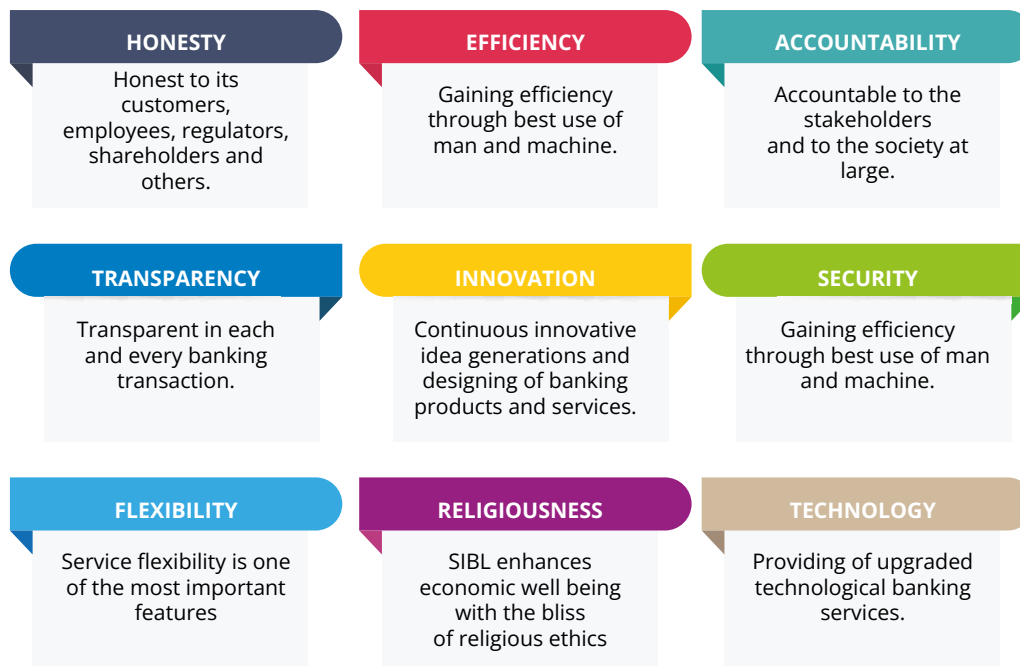 HONESTY
Honest to its
customers,
employees, regulators,
shareholders and
others.
EFFICIENCY
Gaining efficiency
through best use of
man and machine.
ACCOUNTABILITY
Accountable to the
stakeholders
and to the society at
large.
TRANSPARENCY
Transparent in each
and every banking
transaction.
INNOVATION
Continuous innovative
idea generations and
designing of banking
products and services.
SECURITY
Gaining efficiency
through best use of man
and machine.
FLEXIBILITY
Service flexibility is one
of the most important
features
RELIGIOUSNESS
SIBL enhances
economic well being
with the bliss
of religious ethics
TECHNOLOGY
Providing of upgraded
technological banking
services.